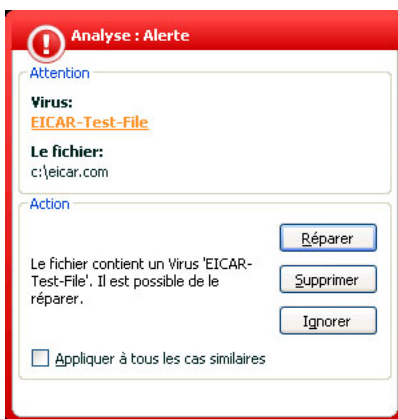 Analyse : Alerte
Attention
Virus:
EICAR-Test-File
Le fichier:
c:\eicar.com
Action
Réparer
Le fichier contient un Virus 'EICAR-
Test-File'. Il est possible de le
réparer.
Supprimer
Ignorer
Appliquer à tous les cas similaires